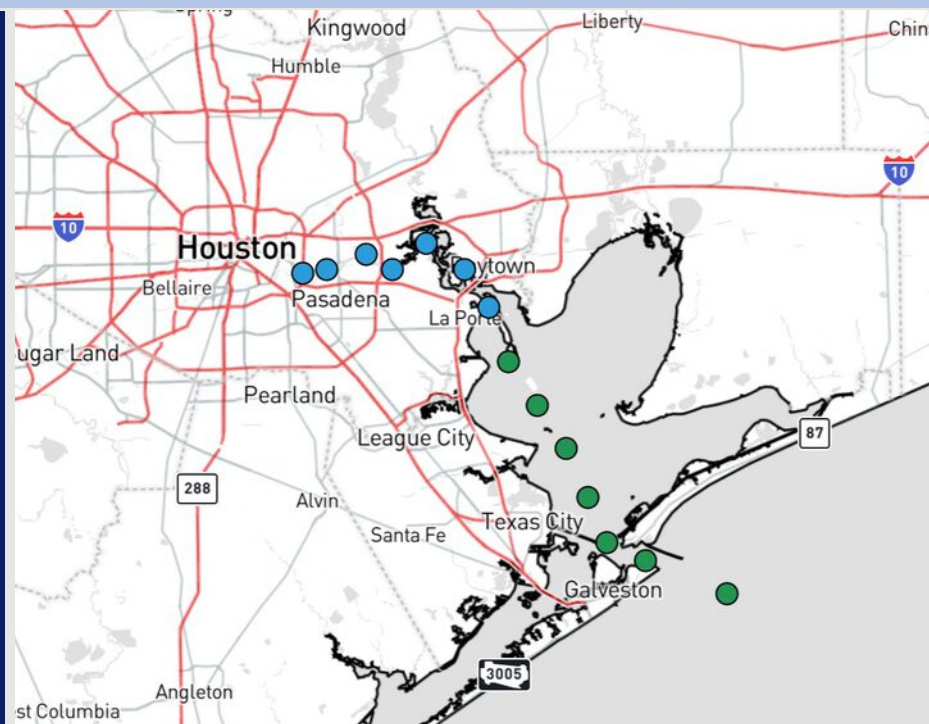 Spring
Kingwood
Liberty
Chin
Humble
10
10
Houston
Baytown
Bellaire
Pasadena
La Porte
ugar Land
Pearland
League City
87
288
Alvin
Texas City
Santa Fe
Galveston
3005
Angleton
st Columbia